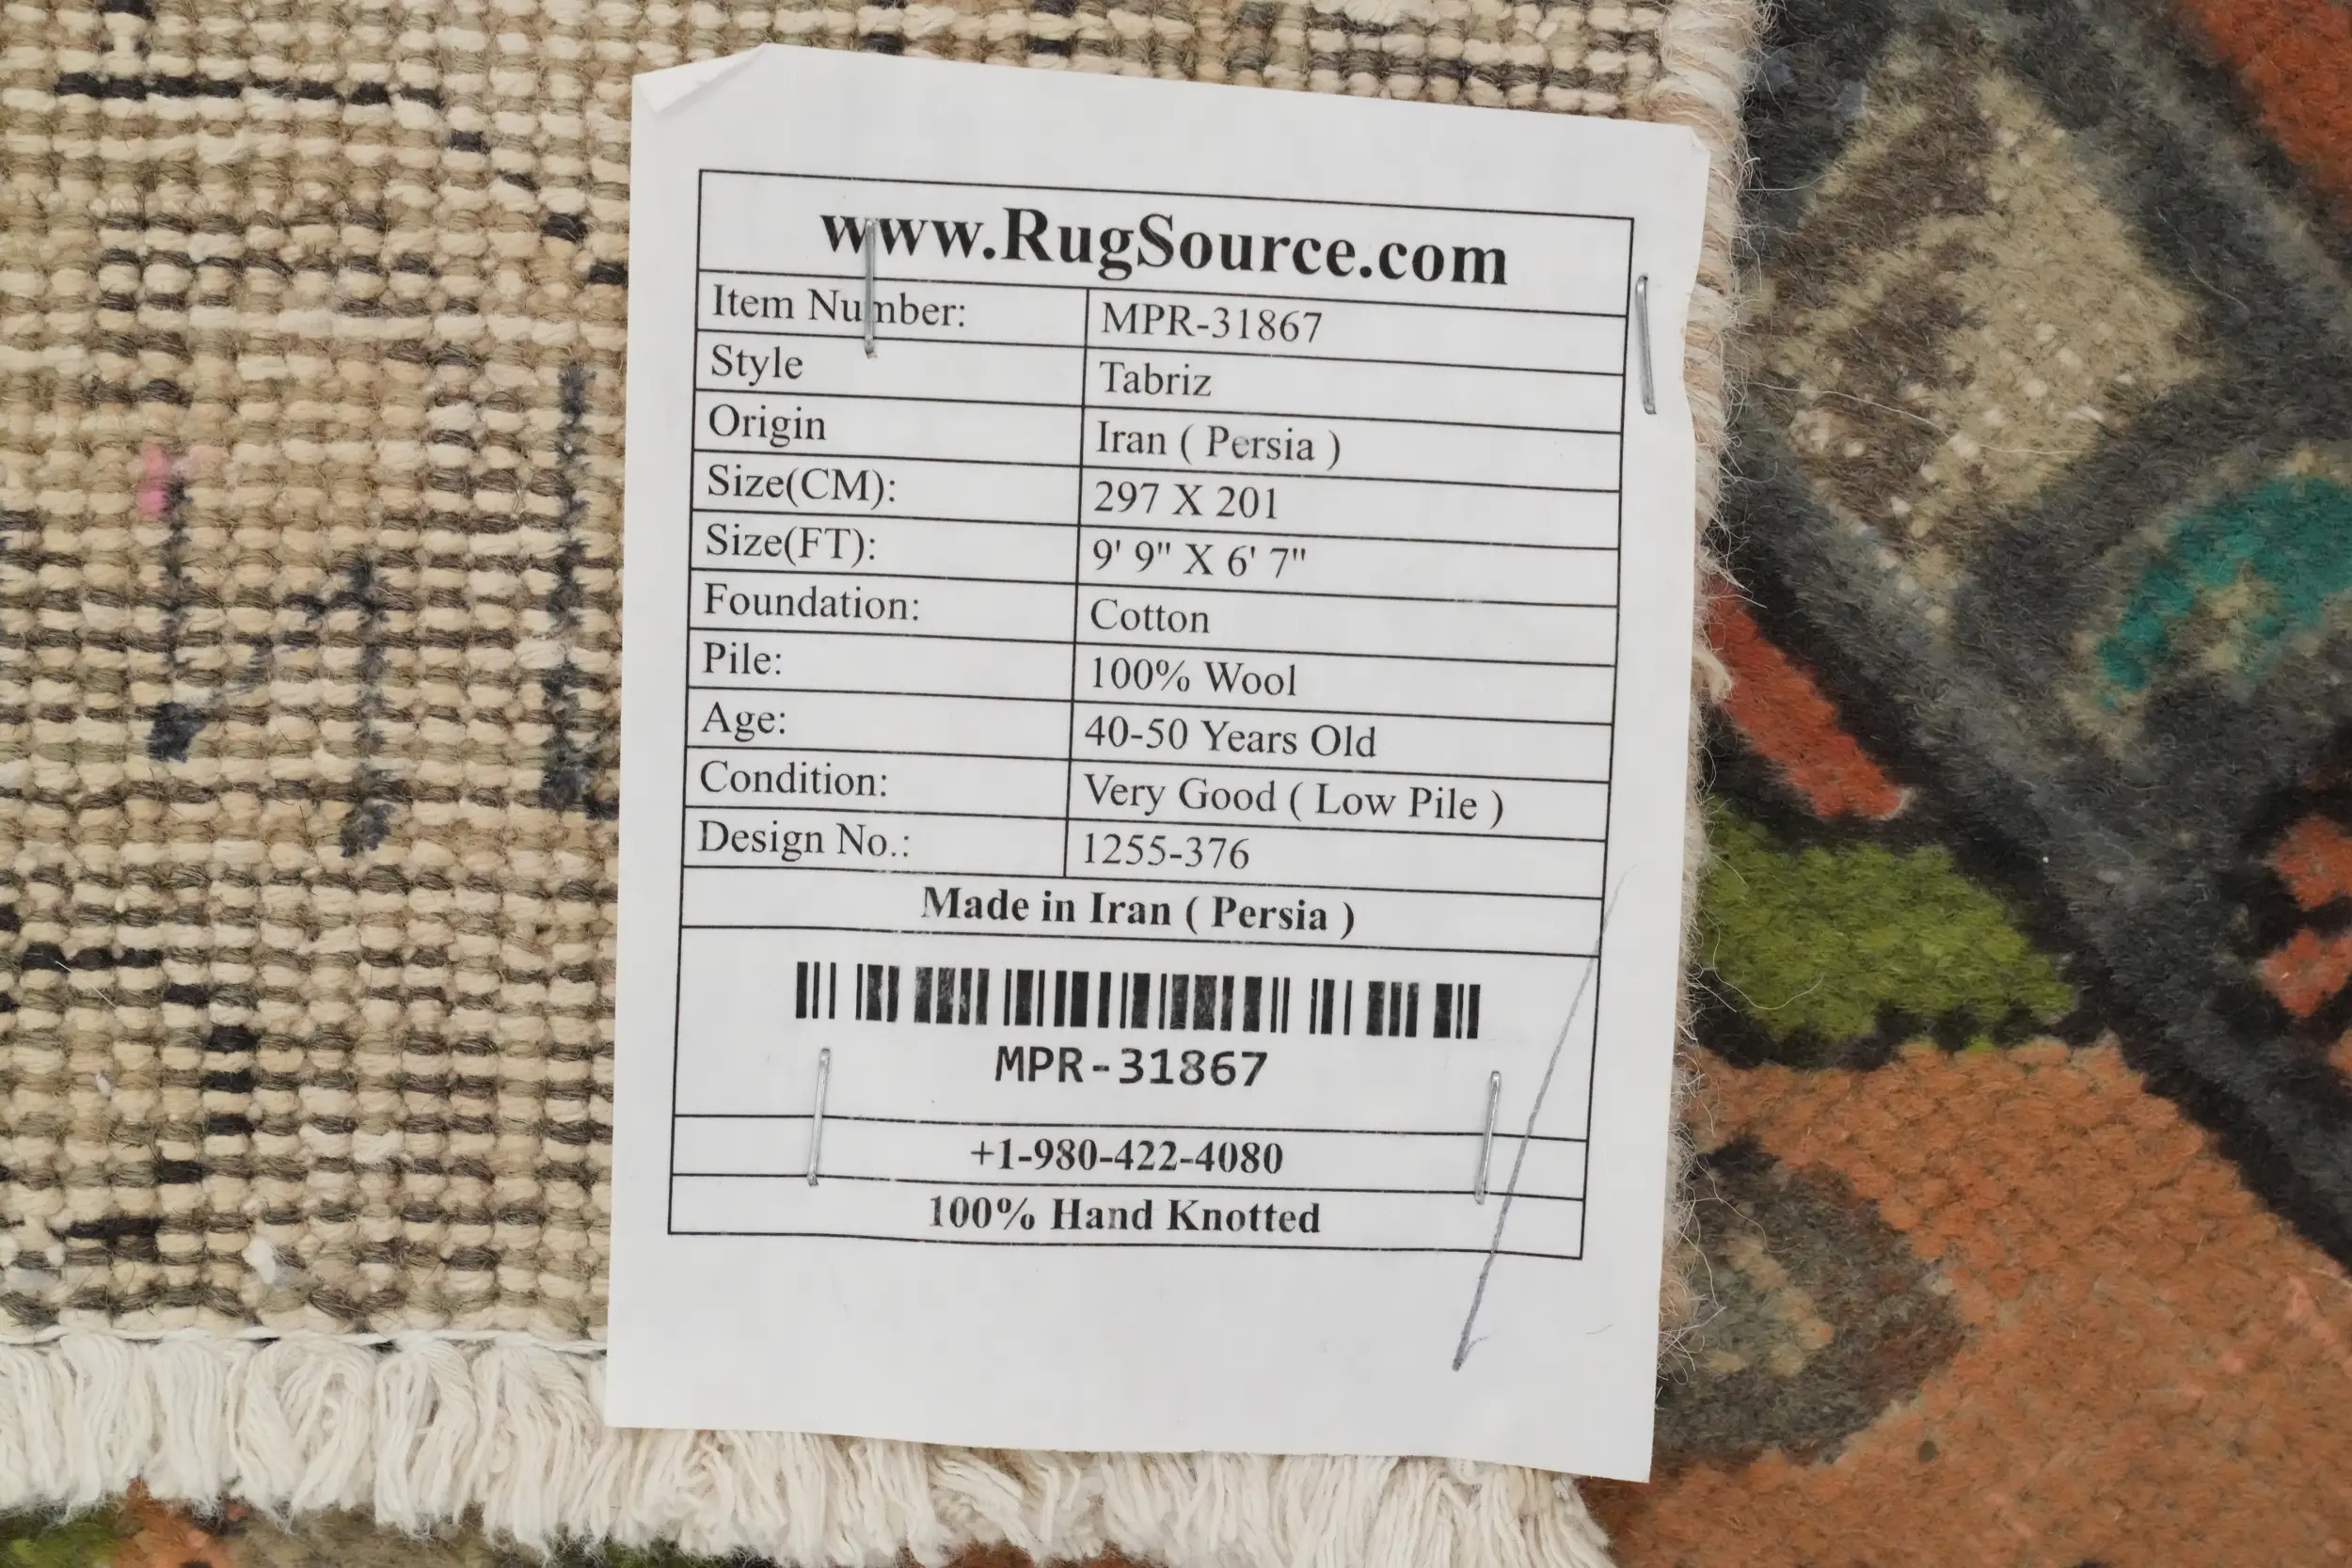 www.RugSource.com
Item Number: MPR-31867
Style Tabriz
Origin Iran ( Persia )
Size(CM): 297 X 201
Size(FT): 9' 9" X 6' 7"
Foundation: Cotton
Pile: 100% Wool
Age: 40-50 Years Old
Condition: Very Good ( Low Pile )
Design No.: 1255-376
Made in Iran ( Persia )
MPR-31867
+1-980-422-4080
100% Hand Knotted